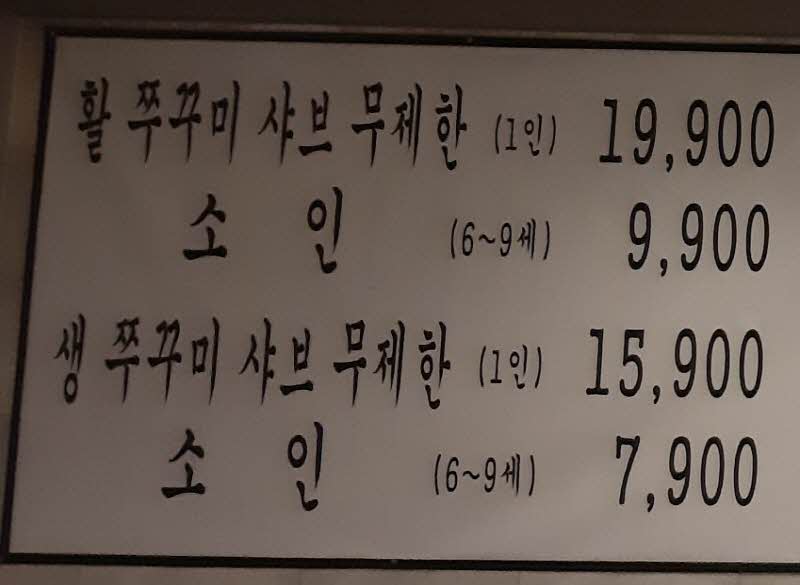 활 쭈꾸미 샤브 무제한 (1인) 19,900
소 인 (6~9세) 9,900
생 쭈꾸미 샤브 무제한 (1인) 15,900
소 인 (6~9세) 7,900